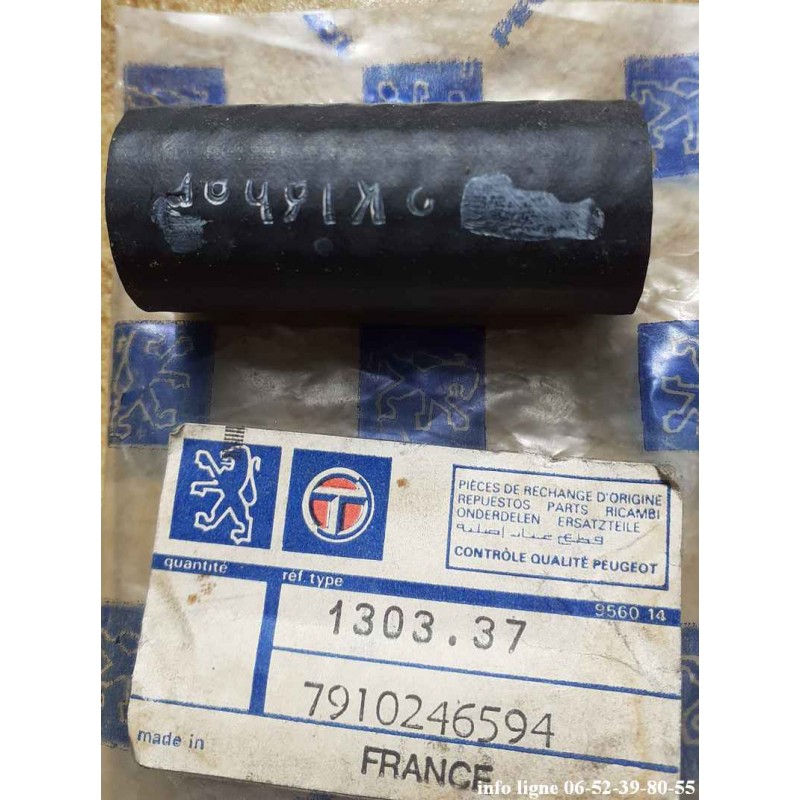 PIÈCES DE RECHANGE D'ORIGINE
REPUESTOS PARTS RICAMBI
ONDERDELEN ERSATZTEILE
قطع غيار أصلية
CONTRÔLE QUALITÉ PEUGEOT
quantité
réf. type
9560 14
1303.37
7910246594
made in
FRANCE
info ligne 06-52-39-80-55